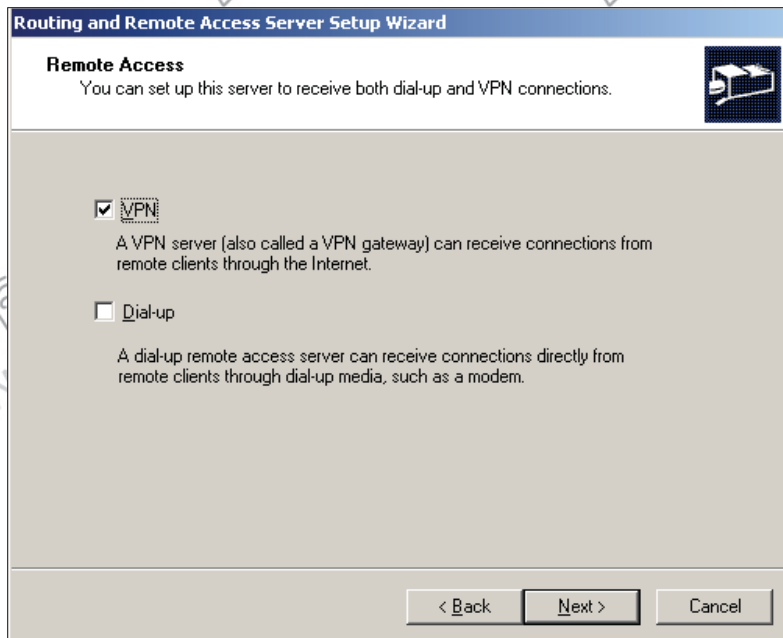 Routing and Remote Access Server Setup Wizard
Remote Access
You can set up this server to receive both dial-up and VPN connections.
VPN
A VPN server (also called a VPN gateway) can receive connections from
remote clients through the Internet.
Dial-up
A dial-up remote access server can receive connections directly from
remote clients through dial-up media, such as a modem.
< Back
Next >
Cancel